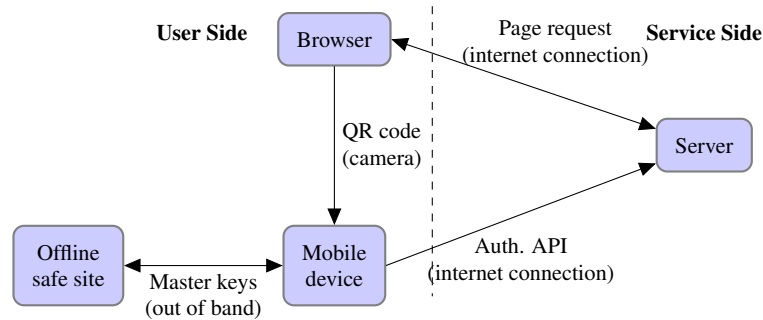 User Side
Browser
Page request
(internet connection)
Service Side
QR code
(camera)
Server
Offline
safe site
Master keys
(out of band)
Mobile
device
Auth. API
(internet connection)